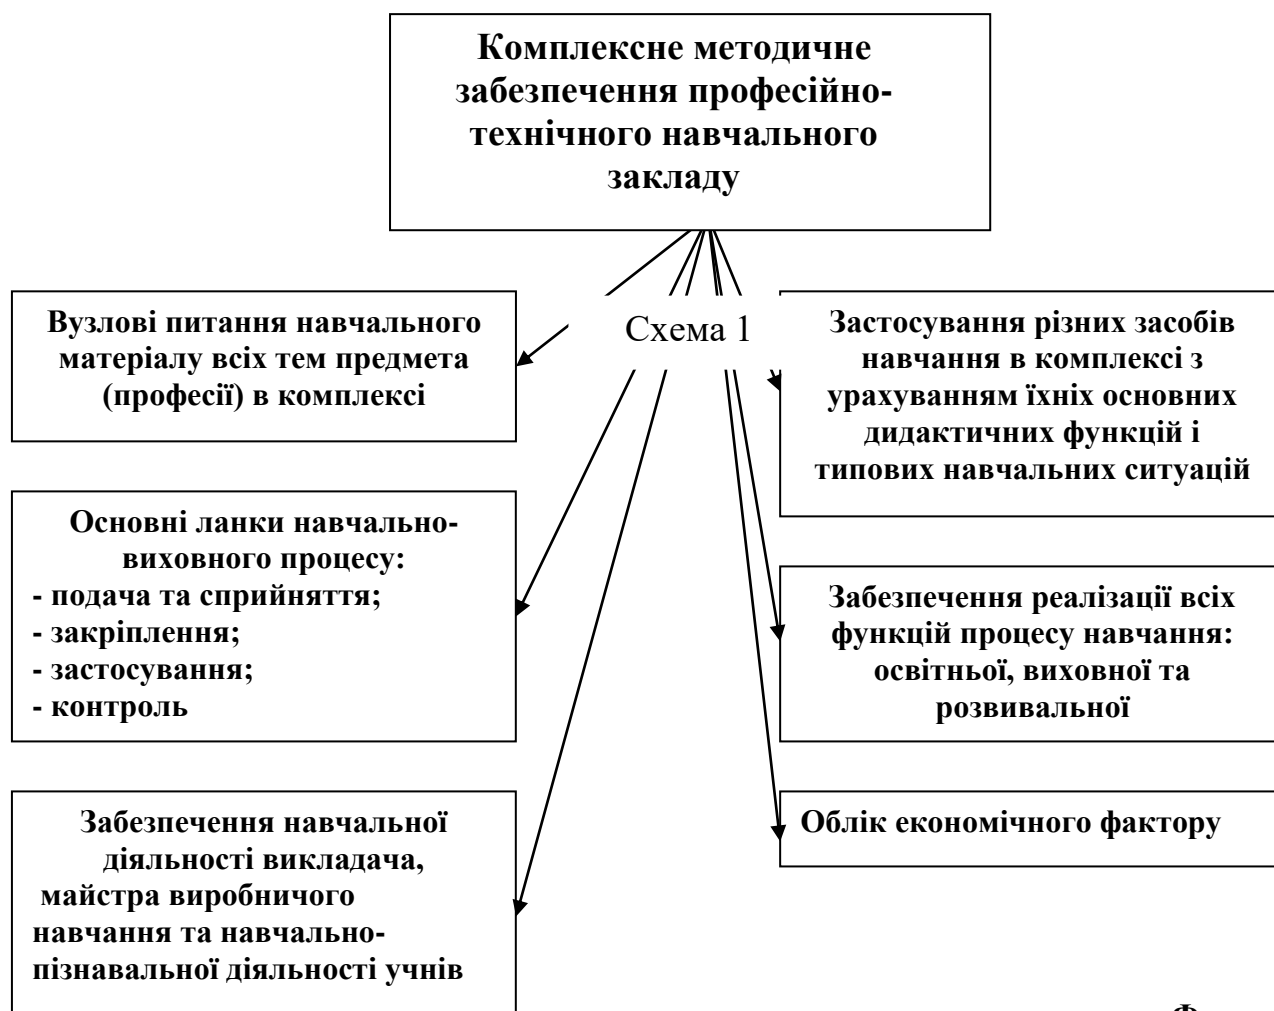 Комплексне методичне
забезпечення професійно-
технічного навчального
закладу
Схема 1
Вузлові питання навчального
матеріалу всіх тем предмета
(професії) в комплексі
Основні ланки навчально-
виховного процесу:
- подача та сприйняття;
- закріплення;
- застосування;
- контроль
Забезпечення навчальної
діяльності викладача,
майстра виробничого
навчання та навчально-
пізнавальної діяльності учнів
Застосування різних засобів
навчання в комплексі з
урахуванням їхніх основних
дидактичних функцій і
типових навчальних ситуацій
Забезпечення реалізації всіх
функцій процесу навчання:
освітньої, виховної та
розвивальної
Облік економічного фактору